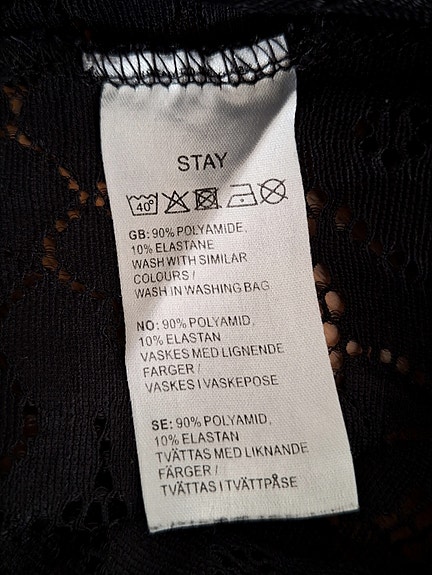 STAY
40°
GB: 90% POLYAMIDE,
10% ELASTANE
WASH WITH SIMILAR
COLOURS /
WASH IN WASHING BAG
NO: 90% POLYAMID,
10% ELASTAN
VASKES MED LIGNENDE
FARGER /
VASKES I VASKEPOSE
SE: 90% POLYAMID,
10% ELASTAN
TVÄTTAS MED LIKNANDE
FÄRGER /
TVÄTTAS I TVÄTTPÅSE